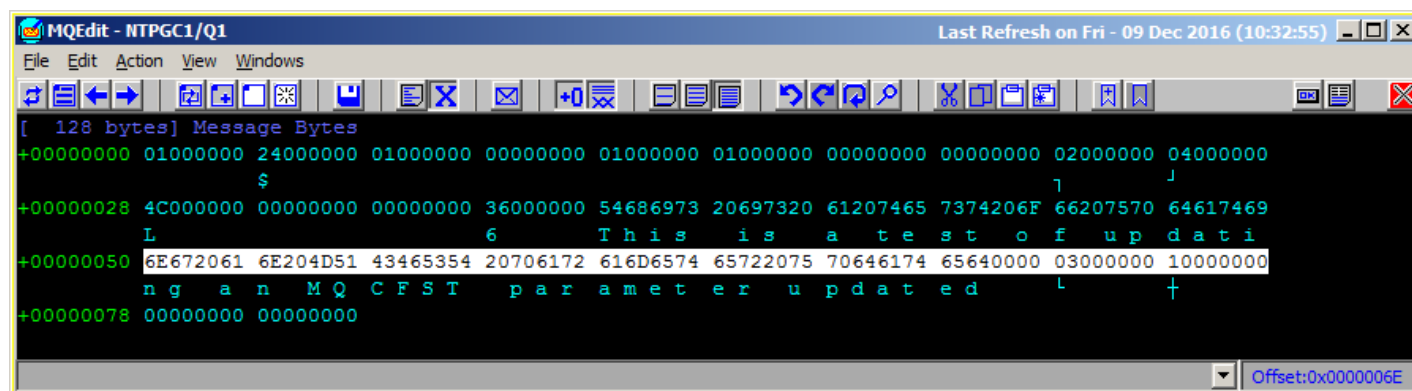 MQEdit - NTPGC1/Q1 Last Refresh on Fri - 09 Dec 2016 (10:32:55)
File Edit Action View Windows
[ 128 bytes] Message Bytes
+00000000 01000000 24000000 01000000 00000000 01000000 01000000 00000000 00000000 02000000 04000000
$ ┐ ┘
+00000028 4C000000 00000000 00000000 36000000 54686973 20697320 61207465 7374206F 66207570 64617469
L 6 T h i s i s a t e s t o f u p d a t i
+00000050 6E672061 6E204D51 43465354 20706172 616D6574 65722075 70646174 65640000 03000000 10000000
n g a n M Q C F S T p a r a m e t e r u p d a t e d └ ┼
+00000078 00000000 00000000
Offset:0x0000006E